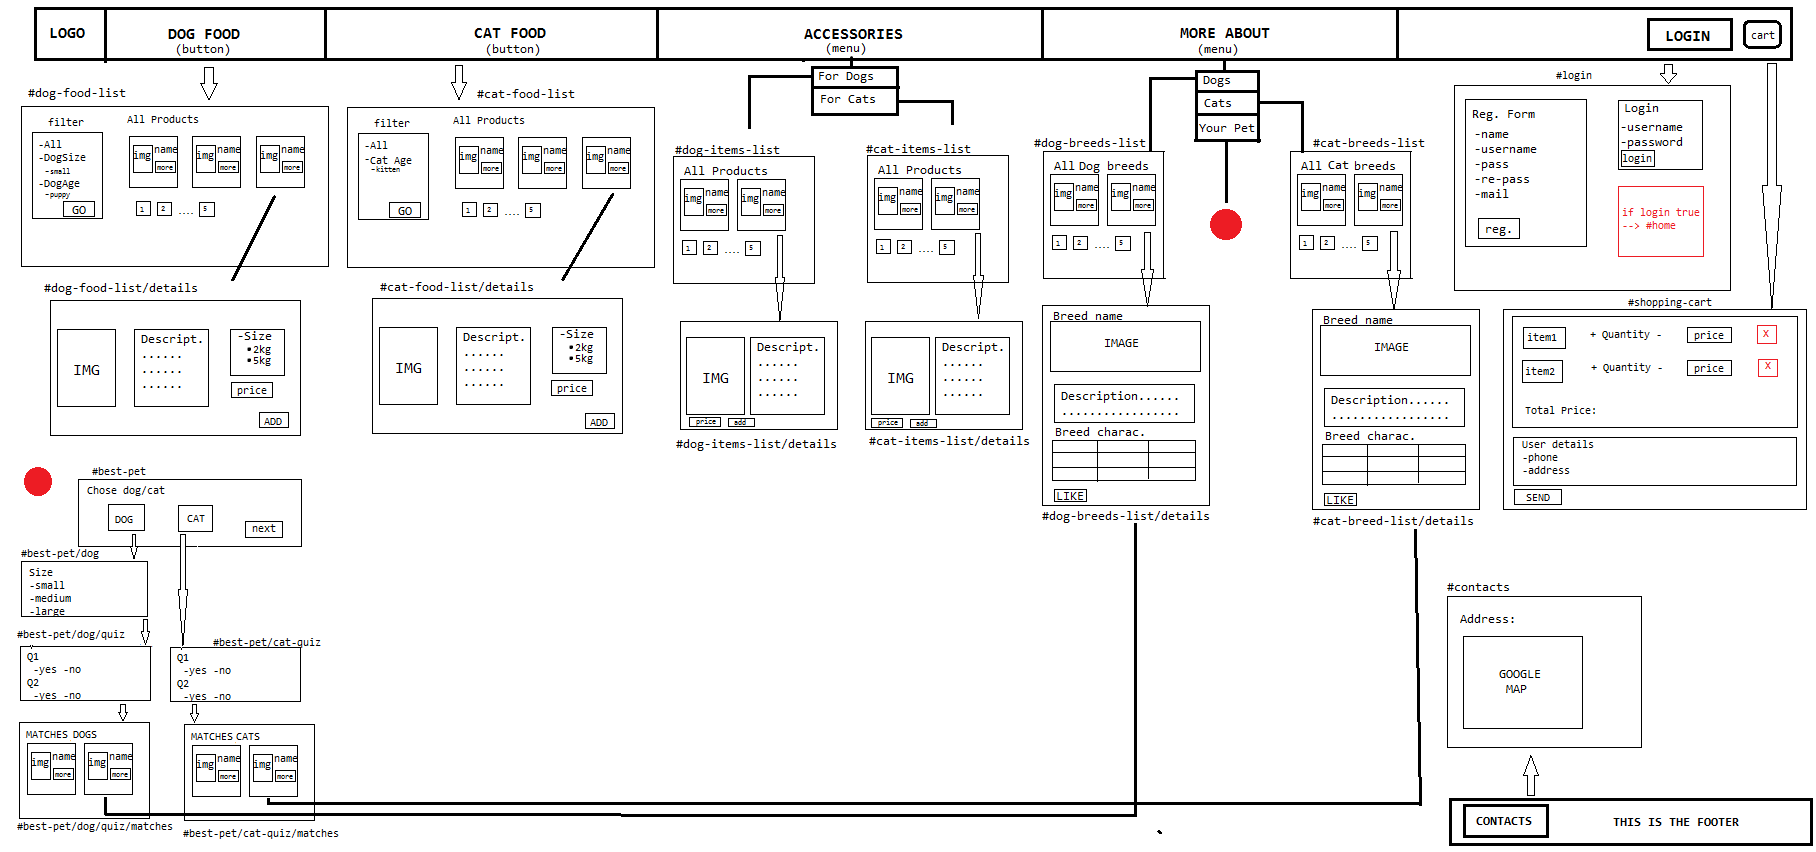 LOGO
DOG FOOD
(button)
CAT FOOD
(button)
ACCESSORIES
(menu)
MORE ABOUT
(menu)
LOGIN
cart
#dog-food-list
filter
-All
-DogSize
-small
-DogAge
-puppy
GO
All Products
img name more
img name more
img name more
1 2 .... 5
#dog-food-list/details
IMG
Descript.
......
......
......
-Size
•2kg
•5kg
price
ADD
#cat-food-list
filter
-All
-Cat Age
-kitten
GO
All Products
img name more
img name more
img name more
1 2 .... 5
#cat-food-list/details
IMG
Descript.
......
......
......
-Size
•2kg
•5kg
price
ADD
For Dogs
For Cats
#dog-items-list
All Products
img name more
img name more
1 2 .... 5
IMG
Descript.
......
......
......
price add
#dog-items-list/details
#cat-items-list
All Products
img name more
img name more
1 2 .... 5
IMG
Descript.
......
......
......
price add
#cat-items-list/details
Dogs
Cats
Your Pet
#dog-breeds-list
All Dog breeds
img name more
img name more
1 2 .... 5
Breed name
IMAGE
Description......
.................
Breed charac.
LIKE
#dog-breeds-list/details
#cat-breeds-list
All Cat breeds
img name more
img name more
1 2 .... 5
Breed name
IMAGE
Description......
.................
Breed charac.
LIKE
#cat-breed-list/details
#login
Reg. Form
-name
-username
-pass
-re-pass
-mail
reg.
Login
-username
-password
login
if login true
--> #home
#shopping-cart
item1 + Quantity - price X
item2 + Quantity - price X
Total Price:
User details
-phone
-address
SEND
#best-pet
Chose dog/cat
DOG
CAT
next
#best-pet/dog
Size
-small
-medium
-large
#best-pet/dog/quiz
Q1
-yes -no
Q2
-yes -no
#best-pet/cat-quiz
Q1
-yes -no
Q2
-yes -no
MATCHES DOGS
img name more
img name more
#best-pet/dog/quiz/matches
MATCHES CATS
img name more
img name more
#best-pet/cat-quiz/matches
#contacts
Address:
GOOGLE
MAP
CONTACTS
THIS IS THE FOOTER